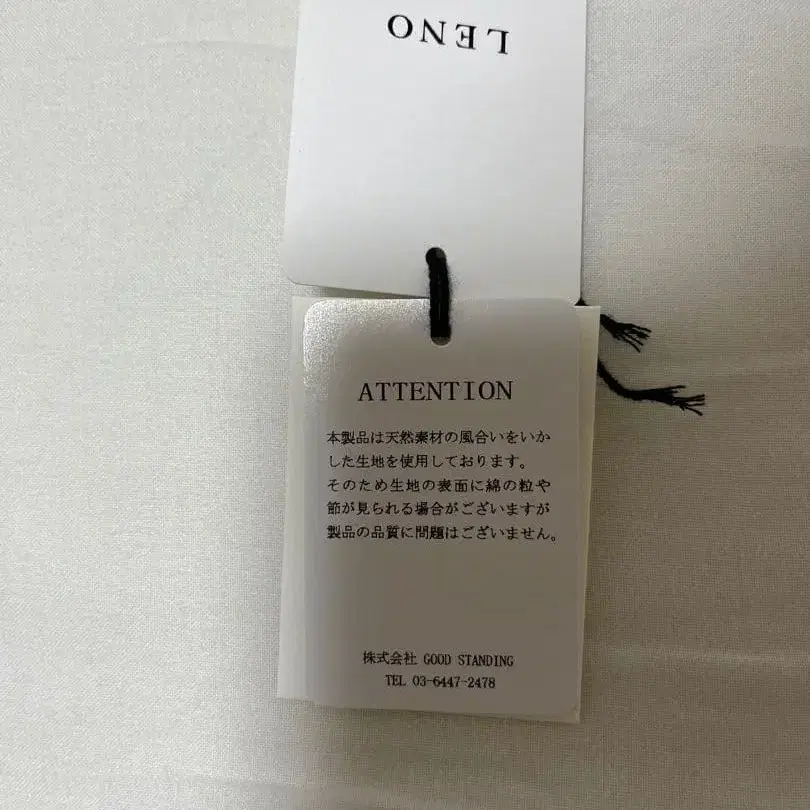 LENO
ATTENTION
本製品は天然素材の風合いをいか
した生地を使用しております。
そのため生地の表面に綿の粒や
節が見られる場合がございますが
製品の品質に問題はございません。
株式会社 GOOD STANDING
TEL 03-6447-2478